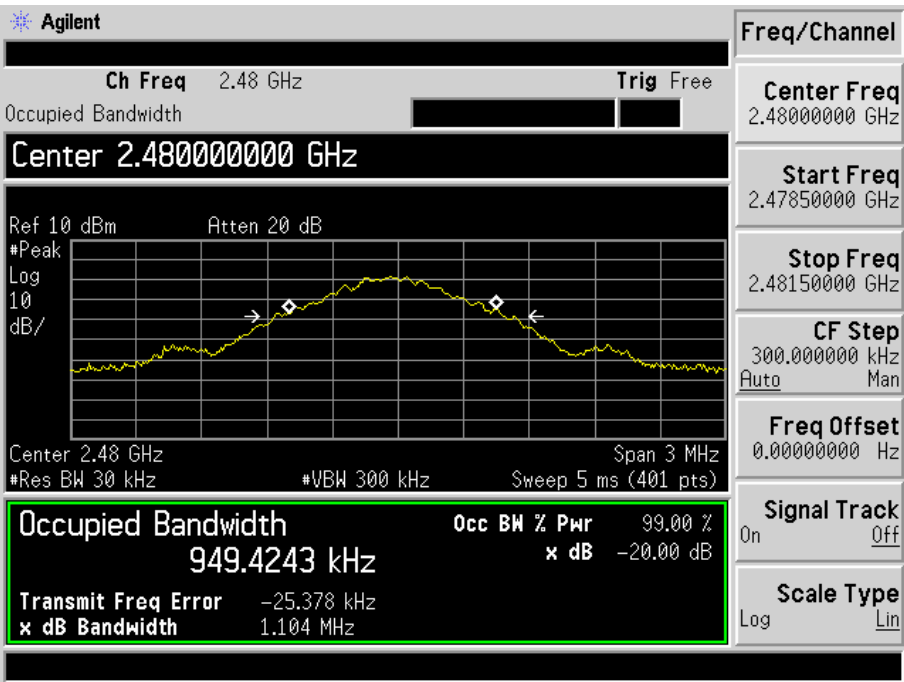 Agilent
Ch Freq 2.48 GHz Trig Free
Occupied Bandwidth
Center 2.480000000 GHz
Ref 10 dBm Atten 20 dB
#Peak
Log
10
dB/
Center 2.48 GHz Span 3 MHz
#Res BW 30 kHz #VBW 300 kHz Sweep 5 ms (401 pts)
Occupied Bandwidth
949.4243 kHz
Occ BW % Pwr 99.00 %
x dB -20.00 dB
Transmit Freq Error -25.378 kHz
x dB Bandwidth 1.104 MHz
Freq/Channel
Center Freq
2.48000000 GHz
Start Freq
2.47850000 GHz
Stop Freq
2.48150000 GHz
CF Step
300.000000 kHz
Auto Man
Freq Offset
0.00000000 Hz
Signal Track
On Off
Scale Type
Log Lin